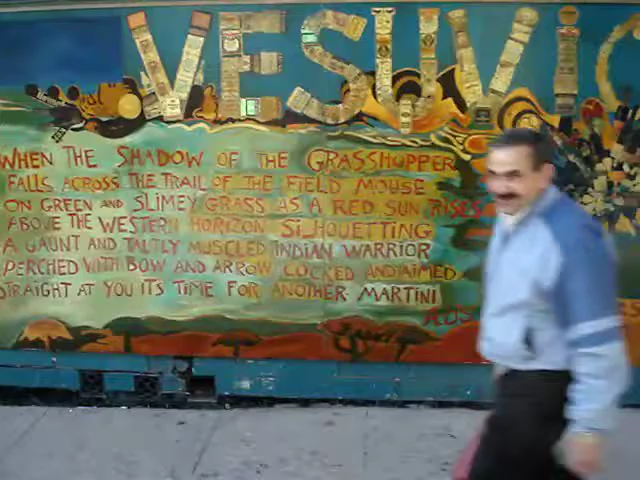 VESUVIO
WHEN THE SHADOW OF THE GRASSHOPPER
FALLS ACROSS THE TRAIL OF THE FIELD MOUSE
ON GREEN AND SLIMEY GRASS AS A RED SUN RISES
ABOVE THE WESTERN HORIZON SILHOUETTING
A GAUNT AND TAUTLY MUSCLED INDIAN WARRIOR
PERCHED WITH BOW AND ARROW COCKED AND AIMED
STRAIGHT AT YOU IT'S TIME FOR ANOTHER MARTINI